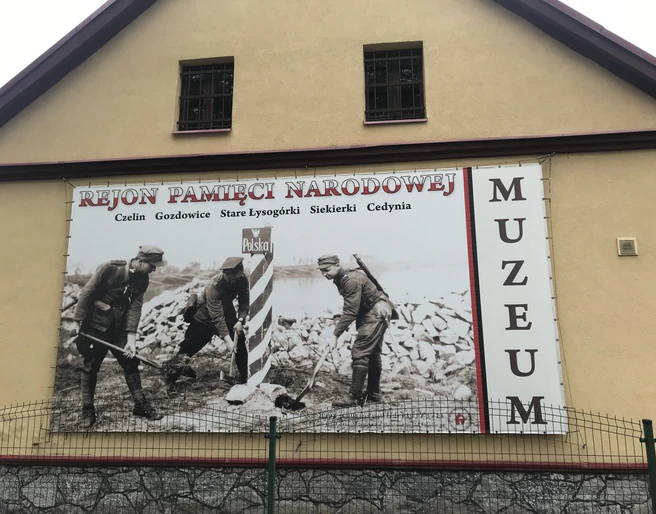 REJON PAMIĘCI NARODOWEJ
Czelin Gozdowice Stare Łysogórki Siekierki Cedynia
Polska
MUZEUM